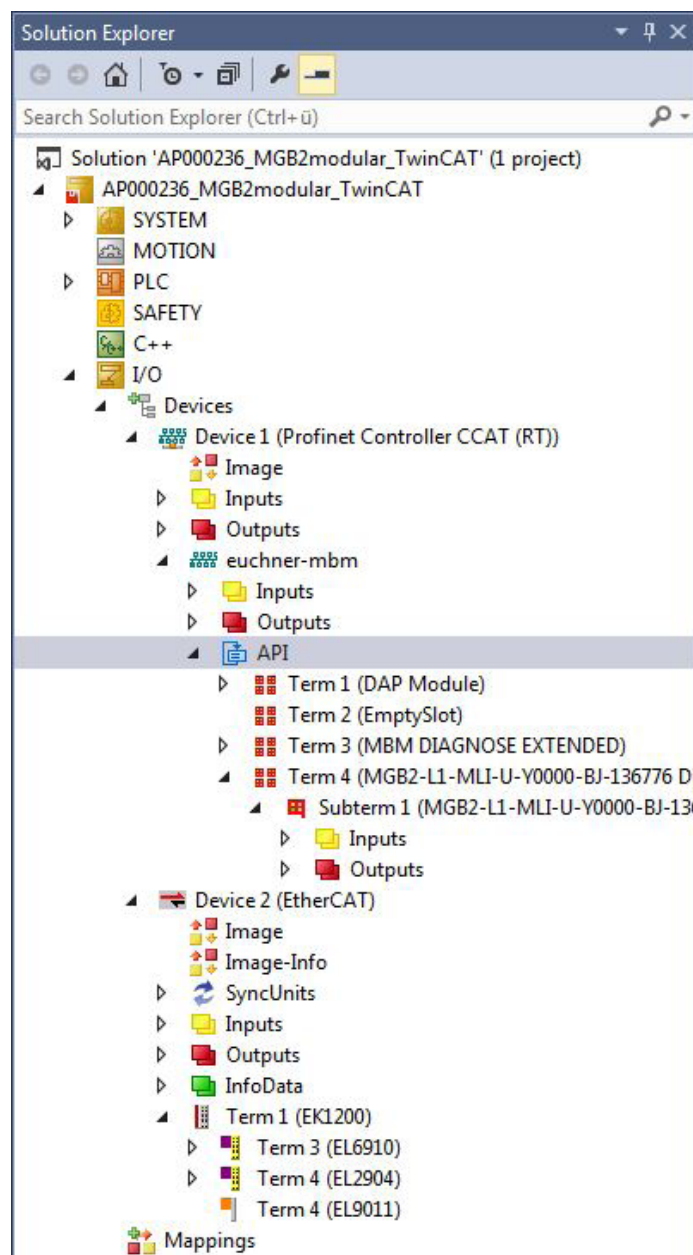 Solution Explorer
Search Solution Explorer (Ctrl+ü)
Solution 'AP000236_MGB2modular_TwinCAT' (1 project)
AP000236_MGB2modular_TwinCAT
SYSTEM
MOTION
PLC
SAFETY
C++
I/O
Devices
Device 1 (Profinet Controller CCAT (RT))
Image
Inputs
Outputs
euchner-mbm
Inputs
Outputs
API
Term 1 (DAP Module)
Term 2 (EmptySlot)
Term 3 (MBM DIAGNOSE EXTENDED)
Term 4 (MGB2-L1-MLI-U-Y0000-BJ-136776 D
Subterm 1 (MGB2-L1-MLI-U-Y0000-BJ-13
Inputs
Outputs
Device 2 (EtherCAT)
Image
Image-Info
SyncUnits
Inputs
Outputs
InfoData
Term 1 (EK1200)
Term 3 (EL6910)
Term 4 (EL2904)
Term 4 (EL9011)
Mappings